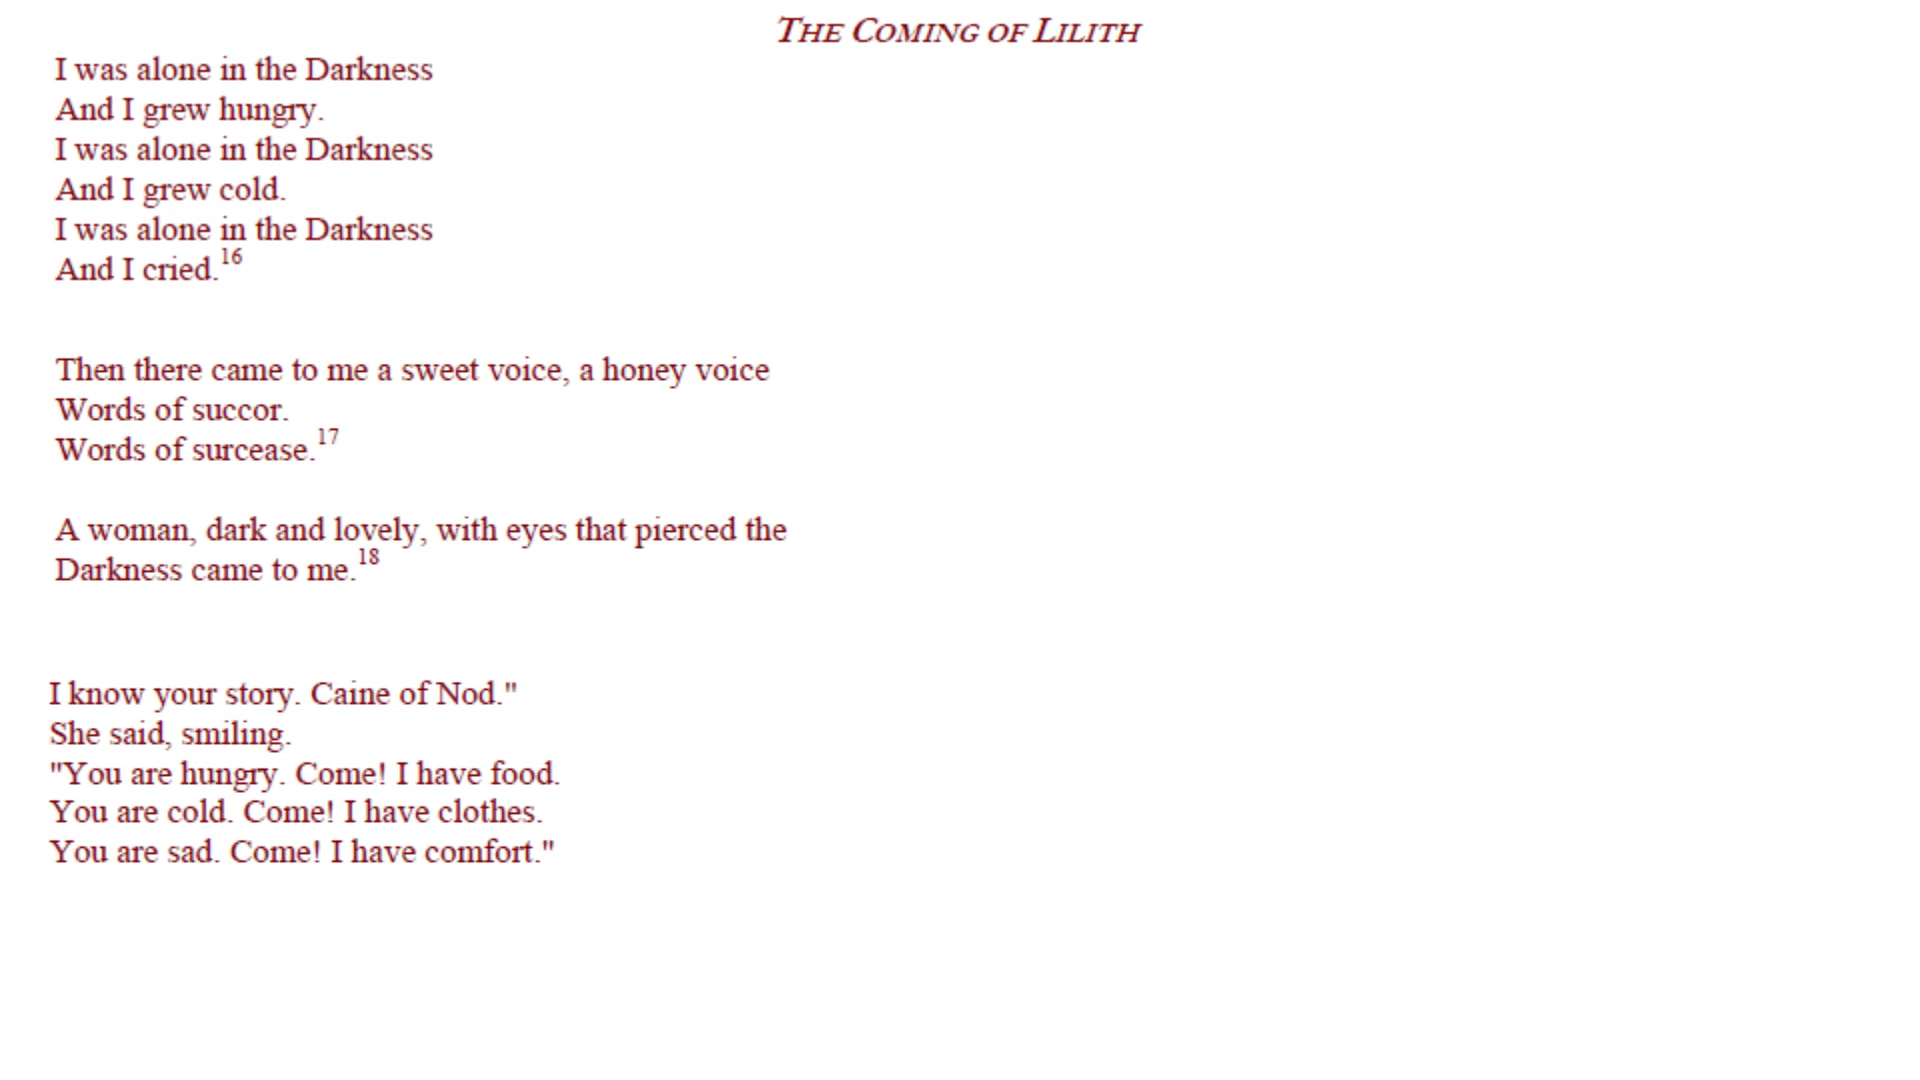 THE COMING OF LILITH
I was alone in the Darkness
And I grew hungry.
I was alone in the Darkness
And I grew cold.
I was alone in the Darkness
And I cried.16
Then there came to me a sweet voice, a honey voice
Words of succor.
Words of surcease.17
A woman, dark and lovely, with eyes that pierced the
Darkness came to me.18
I know your story. Caine of Nod."
She said, smiling.
"You are hungry. Come! I have food.
You are cold. Come! I have clothes.
You are sad. Come! I have comfort."